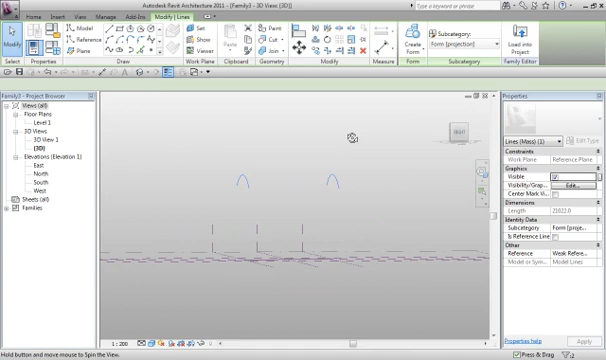 Autodesk Revit Architecture 2011 - Family3 - 3D View: {3D}
Type a keyword or phrase
Home Insert View Manage Add-Ins Modify | Lines
Modify
Model
Reference
Plane
Set
Show
Viewer
Paste
Paint
Cut
Join
Create Form
Subcategory:
Form [projection]
Load into Project
Select
Properties
Draw
Work Plane
Clipboard
Geometry
Modify
Measure
Form
Subcategory
Family Editor
Family3 - Project Browser
Views (all)
Floor Plans
Level 1
3D Views
3D View 1
{3D}
Elevations (Elevation 1)
East
North
South
West
Sheets (all)
Families
RIGHT
Properties
Lines (Mass) (1)
Edit Type
Constraints
Work Plane Reference Plane
Graphics
Visible
Visibility/Grap... Edit...
Center Mark Vi...
Dimensions
Length 21022.0
Identity Data
Subcategory Form [proje...
Is Reference Line
Other
Reference Weak Refere...
Model or Sy... Model Lines
Properties help
Apply
1 : 200
Hold button and move mouse to Spin the View.
Press & Drag
:2